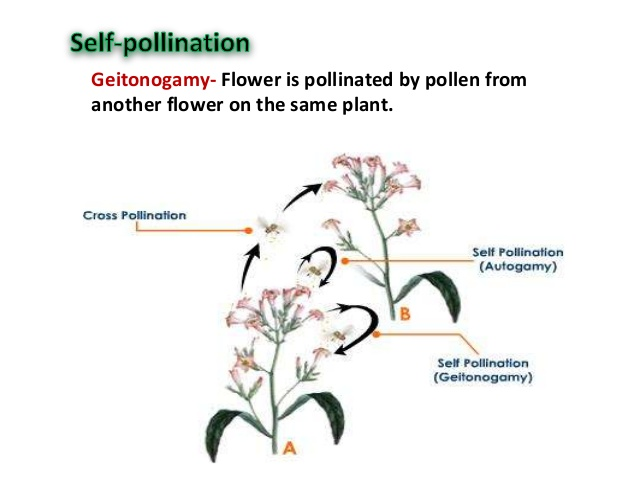 Self-pollination
Geitonogamy- Flower is pollinated by pollen from
another flower on the same plant.
Cross Pollination
Self Pollination
(Autogamy)
B
Self Pollination
(Geitonogamy)
A